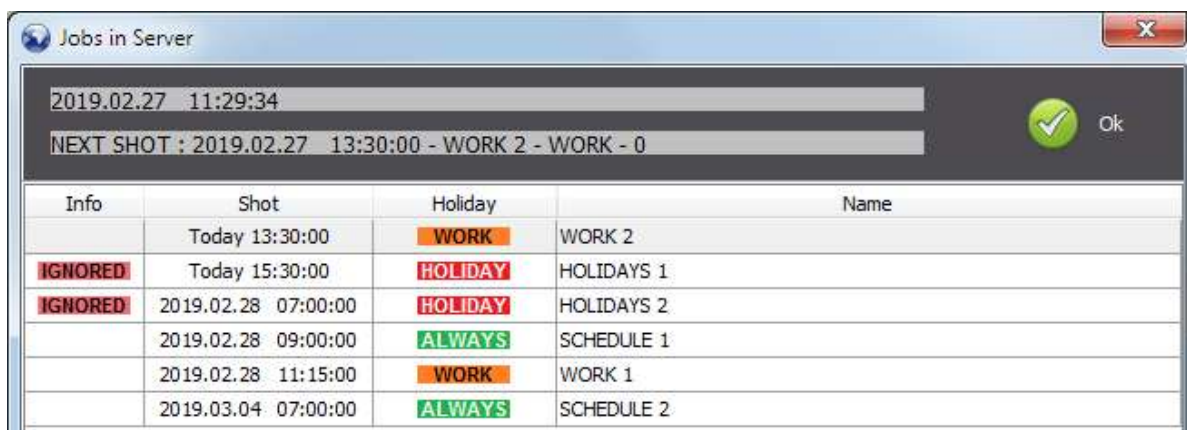 Jobs in Server
X
2019.02.27 11:29:34
Ok
NEXT SHOT : 2019.02.27 13:30:00 - WORK 2 - WORK - 0
Info Shot Holiday Name
Today 13:30:00 WORK WORK 2
IGNORED Today 15:30:00 HOLIDAY HOLIDAYS 1
IGNORED 2019.02.28 07:00:00 HOLIDAY HOLIDAYS 2
2019.02.28 09:00:00 ALWAYS SCHEDULE 1
2019.02.28 11:15:00 WORK WORK 1
2019.03.04 07:00:00 ALWAYS SCHEDULE 2